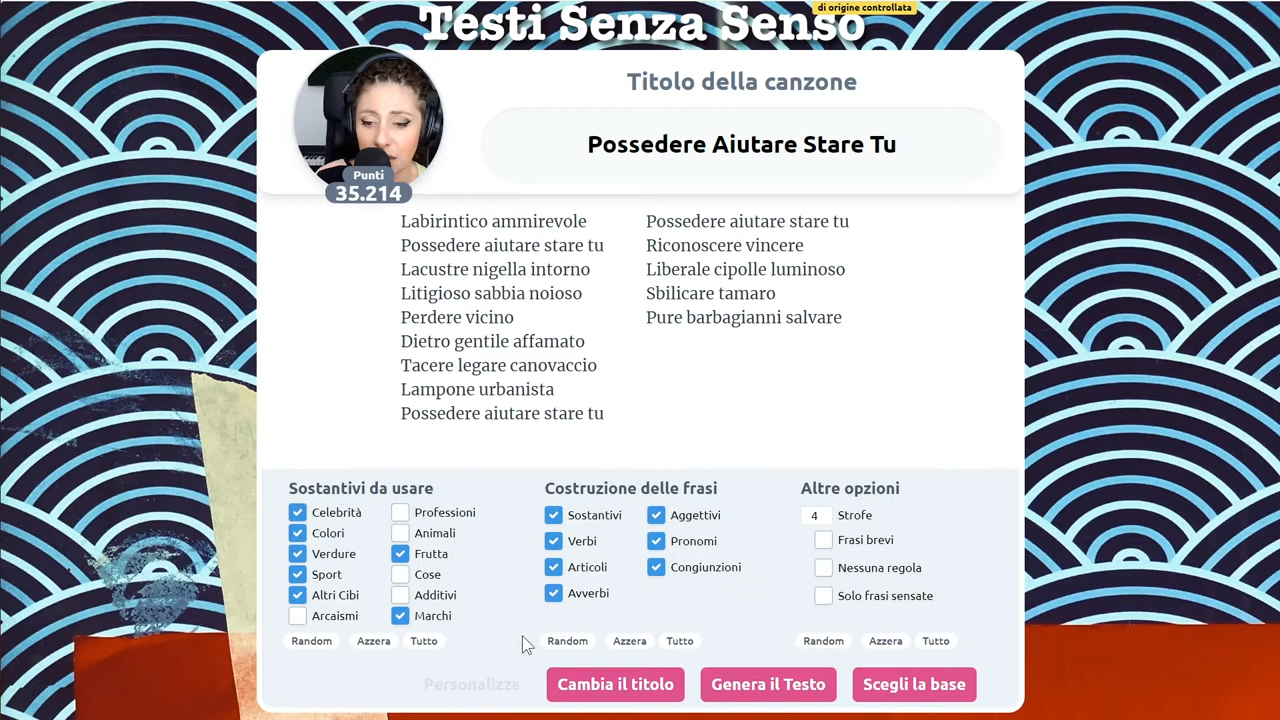 di origine controllata
Testi Senza Senso
Titolo della canzone
Possedere Aiutare Stare Tu
Punti
35.214
Labirintico ammirevole
Possedere aiutare stare tu
Lacustre nigella intorno
Litigioso sabbia noioso
Perdere vicino
Dietro gentile affamato
Tacere legare canovaccio
Lampone urbanista
Possedere aiutare stare tu
Possedere aiutare stare tu
Riconoscere vincere
Liberale cipolle luminoso
Sbilicare tamaro
Pure barbagianni salvare
Sostantivi da usare
Celebrità
Professioni
Colori
Animali
Verdure
Frutta
Sport
Cose
Altri Cibi
Additivi
Arcaismi
Marchi
Random
Azzera
Tutto
Costruzione delle frasi
Sostantivi
Aggettivi
Verbi
Pronomi
Articoli
Congiunzioni
Avverbi
Random
Azzera
Tutto
Altre opzioni
4 Strofe
Frasi brevi
Nessuna regola
Solo frasi sensate
Random
Azzera
Tutto
Personalizza
Cambia il titolo
Genera il Testo
Scegli la base